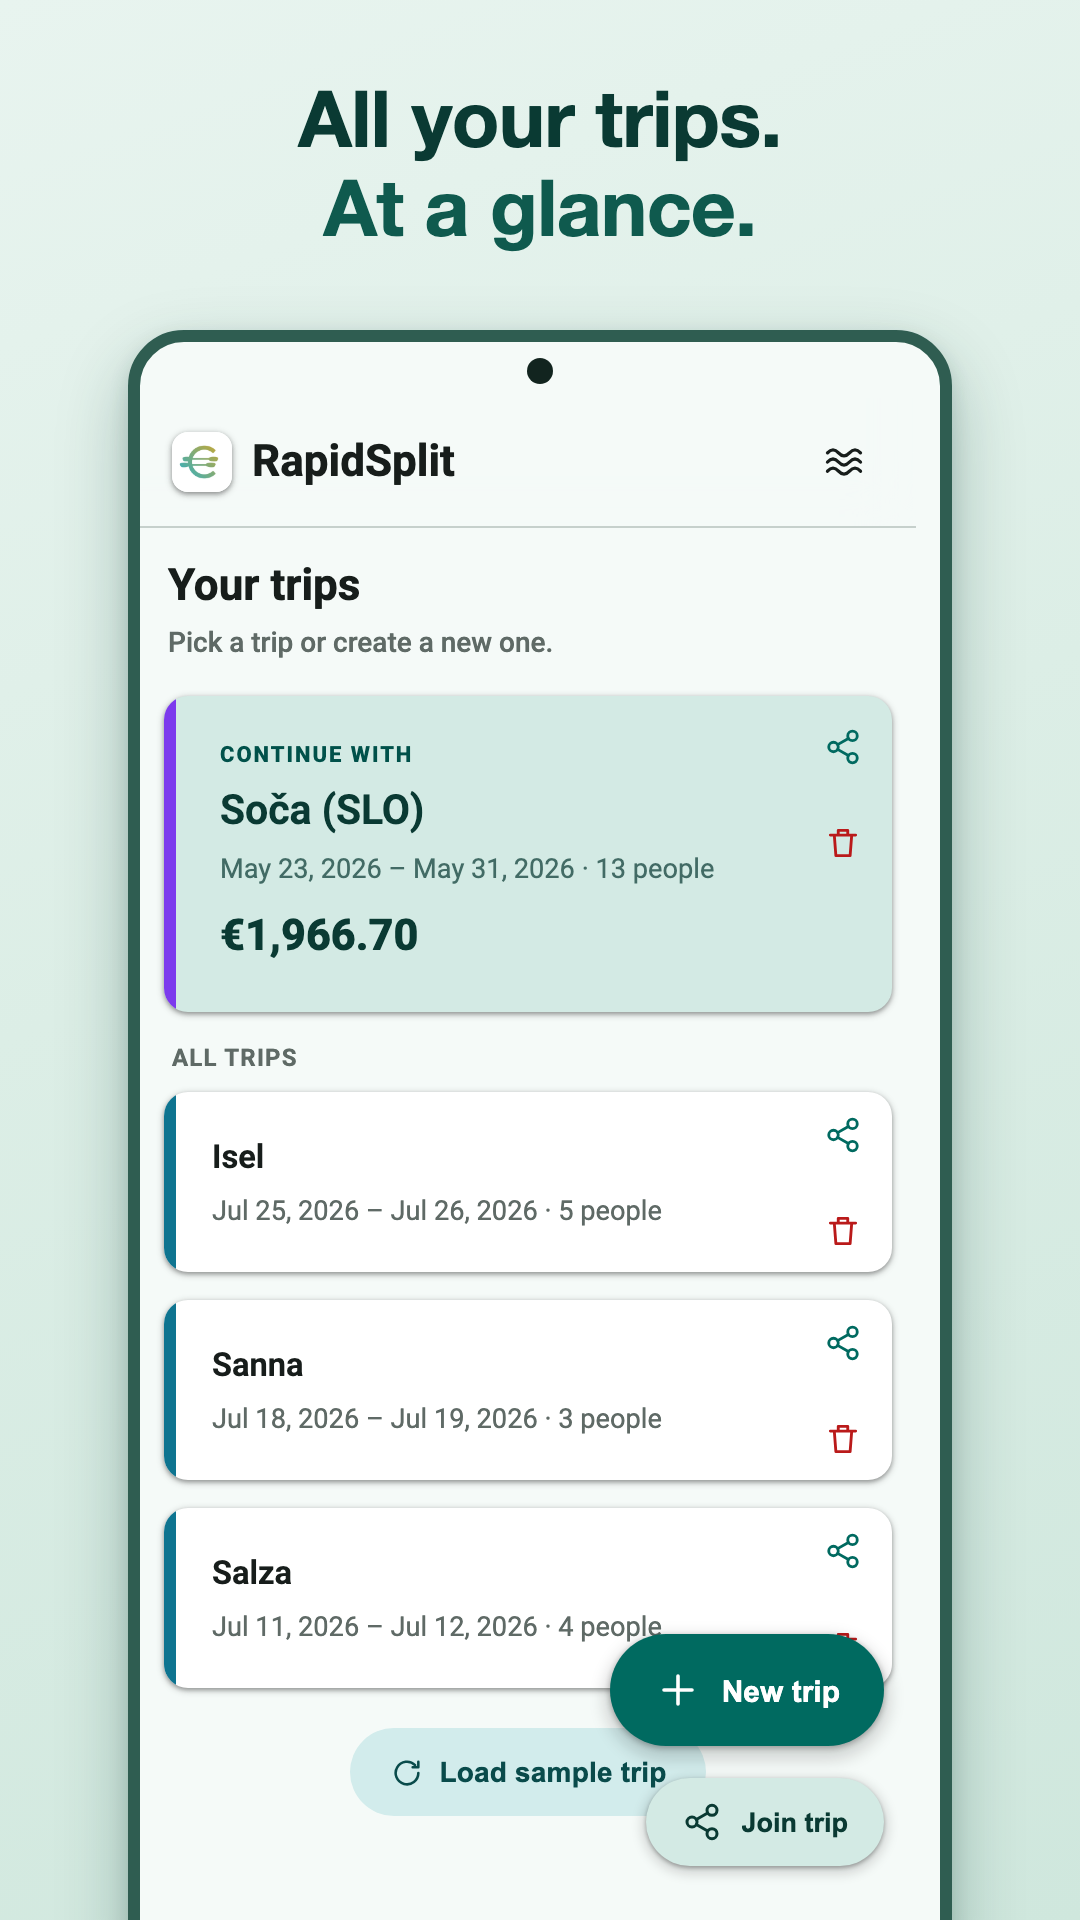 All your trips.
At a glance.
RapidSplit
Your trips
Pick a trip or create a new one.
CONTINUE WITH
Soča (SLO)
May 23, 2026 – May 31, 2026 · 13 people
€1,966.70
ALL TRIPS
Isel
Jul 25, 2026 – Jul 26, 2026 · 5 people
Sanna
Jul 18, 2026 – Jul 19, 2026 · 3 people
Salza
Jul 11, 2026 – Jul 12, 2026 · 4 people
New trip
Load sample trip
Join trip